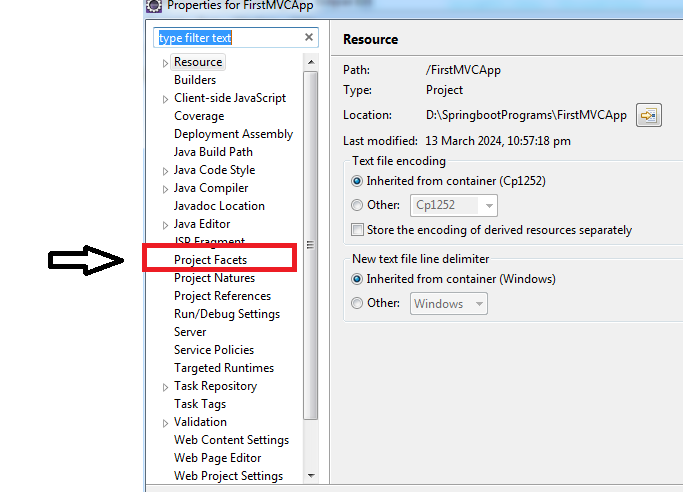 Properties for FirstMVCApp
type filter text
Resource
Builders
Client-side JavaScript
Coverage
Deployment Assembly
Java Build Path
Java Code Style
Java Compiler
Javadoc Location
Java Editor
JSP Fragment
Project Facets
Project Natures
Project References
Run/Debug Settings
Server
Service Policies
Targeted Runtimes
Task Repository
Task Tags
Validation
Web Content Settings
Web Page Editor
Web Project Settings
Resource
Path: /FirstMVCApp
Type: Project
Location: D:\SpringbootPrograms\FirstMVCApp
Last modified: 13 March 2024, 10:57:18 pm
Text file encoding
Inherited from container (Cp1252)
Other: Cp1252
Store the encoding of derived resources separately
New text file line delimiter
Inherited from container (Windows)
Other: Windows